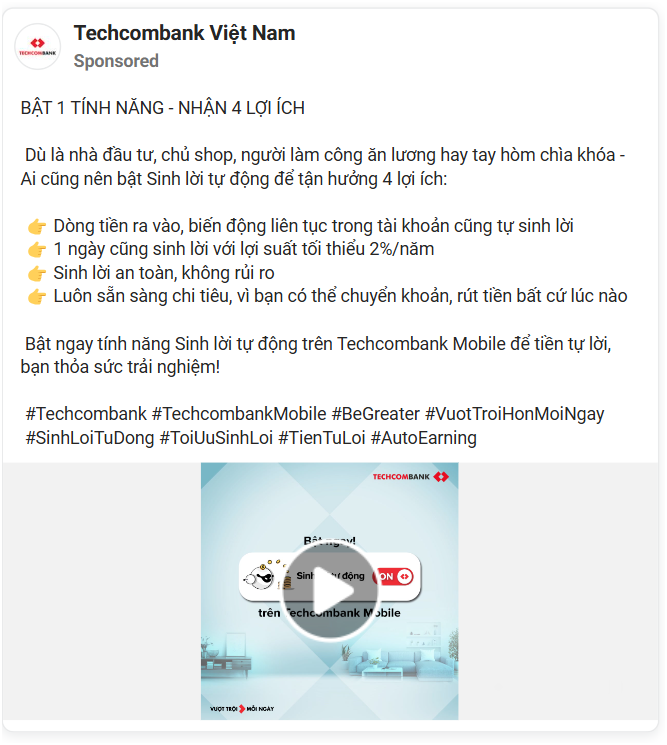 Techcombank Việt Nam
TECHCOMBANK
Sponsored
BẬT 1 TÍNH NĂNG - NHẬN 4 LỢI ÍCH
Dù là nhà đầu tư, chủ shop, người làm công ăn lương hay tay hòm chìa khóa -
Ai cũng nên bật Sinh lời tự động để tận hưởng 4 lợi ích:
👉 Dòng tiền ra vào, biến động liên tục trong tài khoản cũng tự sinh lời
👉 1 ngày cũng sinh lời với lợi suất tối thiểu 2%/năm
👉 Sinh lời an toàn, không rủi ro
👉 Luôn sẵn sàng chi tiêu, vì bạn có thể chuyển khoản, rút tiền bất cứ lúc nào
Bật ngay tính năng Sinh lời tự động trên Techcombank Mobile để tiền tự lời,
bạn thỏa sức trải nghiệm!
#Techcombank #TechcombankMobile #BeGreater #VuotTroiHonMoiNgay
#SinhLoiTuDong #ToiUuSinhLoi #TienTuLoi #AutoEarning
TECHCOMBANK
Bật ngay!
Sinh tự động ON
trên Techcombank Mobile
VƯỢT TRỘI MỖI NGÀY